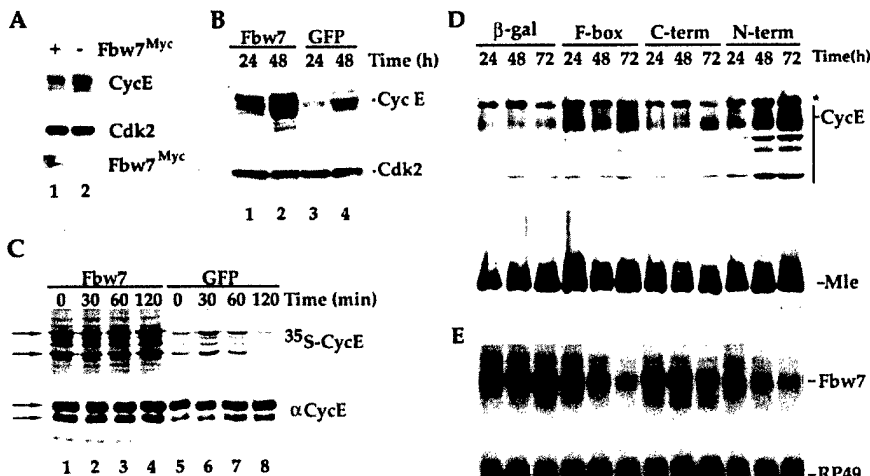 A
+ - Fbw7Myc
CycE
Cdk2
Fbw7Myc
1 2
B
Fbw7 GFP
24 48 24 48 Time (h)
-Cyc E
-Cdk2
1 2 3 4
C
Fbw7 GFP
0 30 60 120 0 30 60 120 Time (min)
35S-CycE
αCycE
1 2 3 4 5 6 7 8
D
β-gal F-box C-term N-term
24 48 72 24 48 72 24 48 72 24 48 72 Time(h)
*
-CycE
-Mle
E
-Fbw7
-RP49